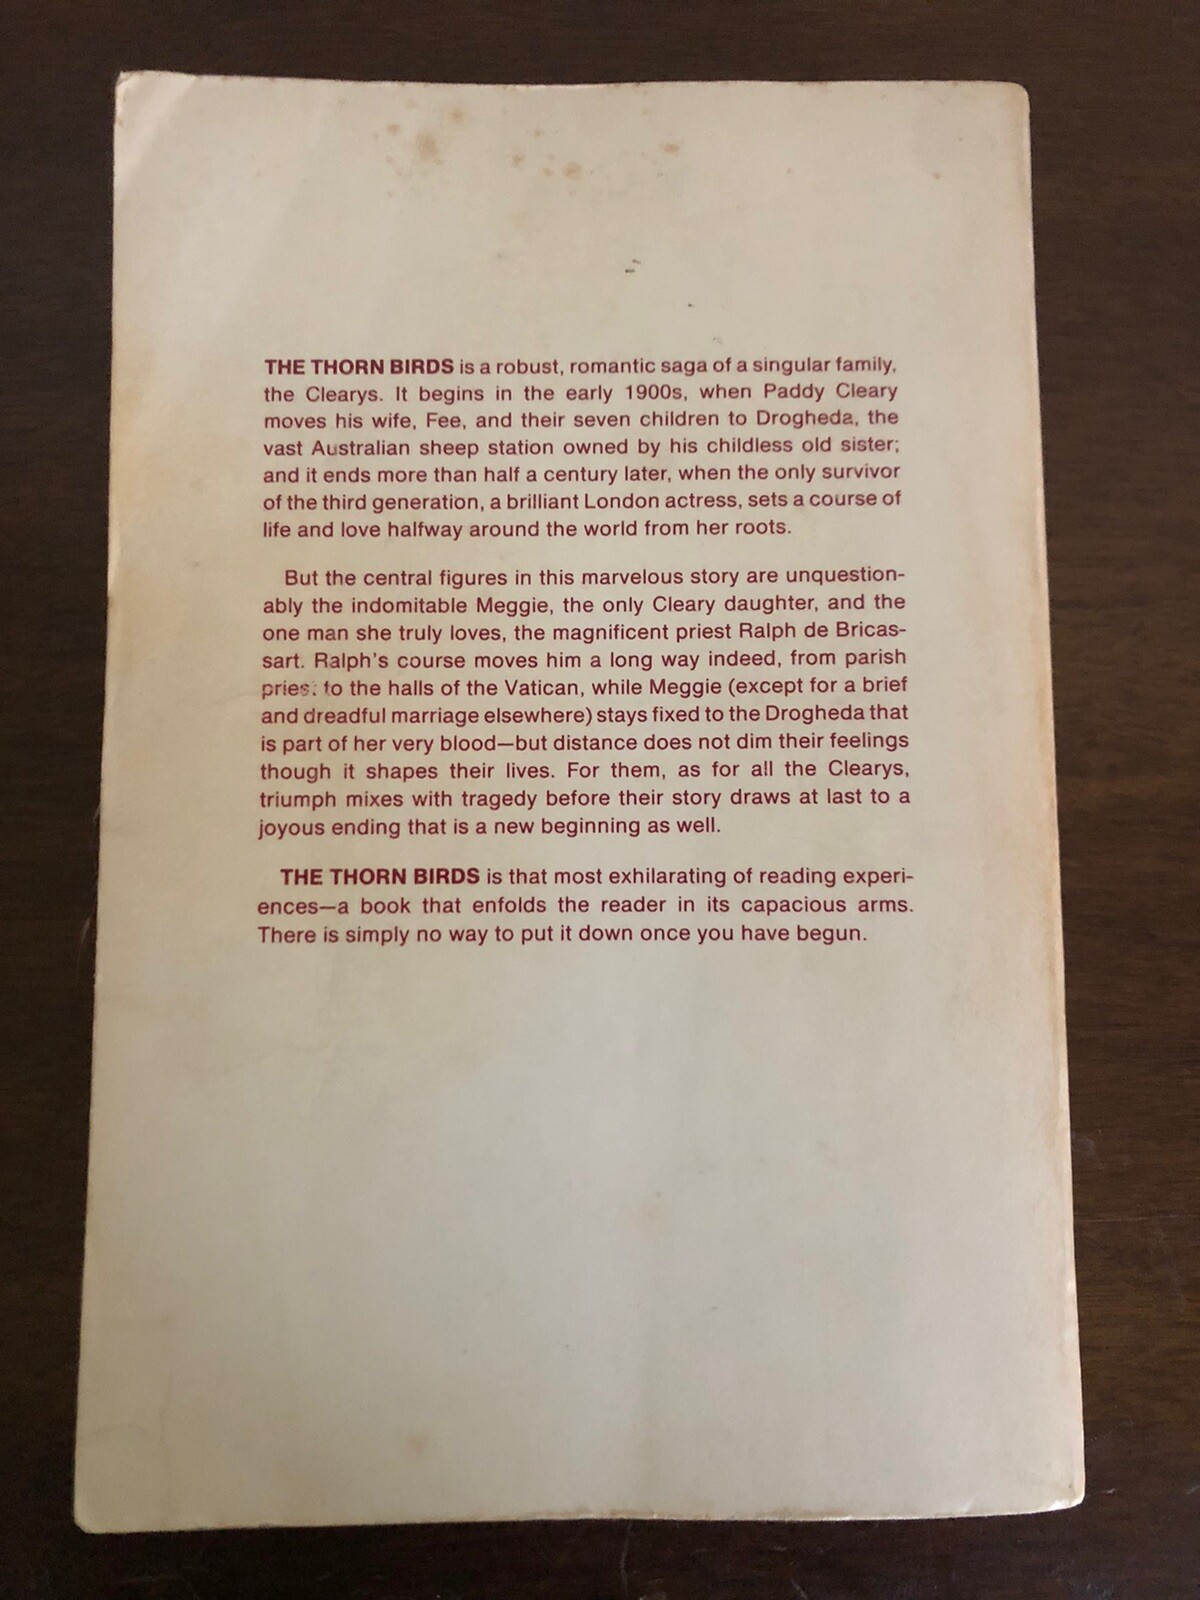 THE THORN BIRDS is a robust, romantic saga of a singular family,
the Clearys. It begins in the early 1900s, when Paddy Cleary
moves his wife, Fee, and their seven children to Drogheda, the
vast Australian sheep station owned by his childless old sister;
and it ends more than half a century later, when the only survivor
of the third generation, a brilliant London actress, sets a course of
life and love halfway around the world from her roots.
But the central figures in this marvelous story are unquestion-
ably the indomitable Meggie, the only Cleary daughter, and the
one man she truly loves, the magnificent priest Ralph de Bricas-
sart. Ralph's course moves him a long way indeed, from parish
priest to the halls of the Vatican, while Meggie (except for a brief
and dreadful marriage elsewhere) stays fixed to the Drogheda that
is part of her very blood—but distance does not dim their feelings
though it shapes their lives. For them, as for all the Clearys,
triumph mixes with tragedy before their story draws at last to a
joyous ending that is a new beginning as well.
THE THORN BIRDS is that most exhilarating of reading experi-
ences—a book that enfolds the reader in its capacious arms.
There is simply no way to put it down once you have begun.